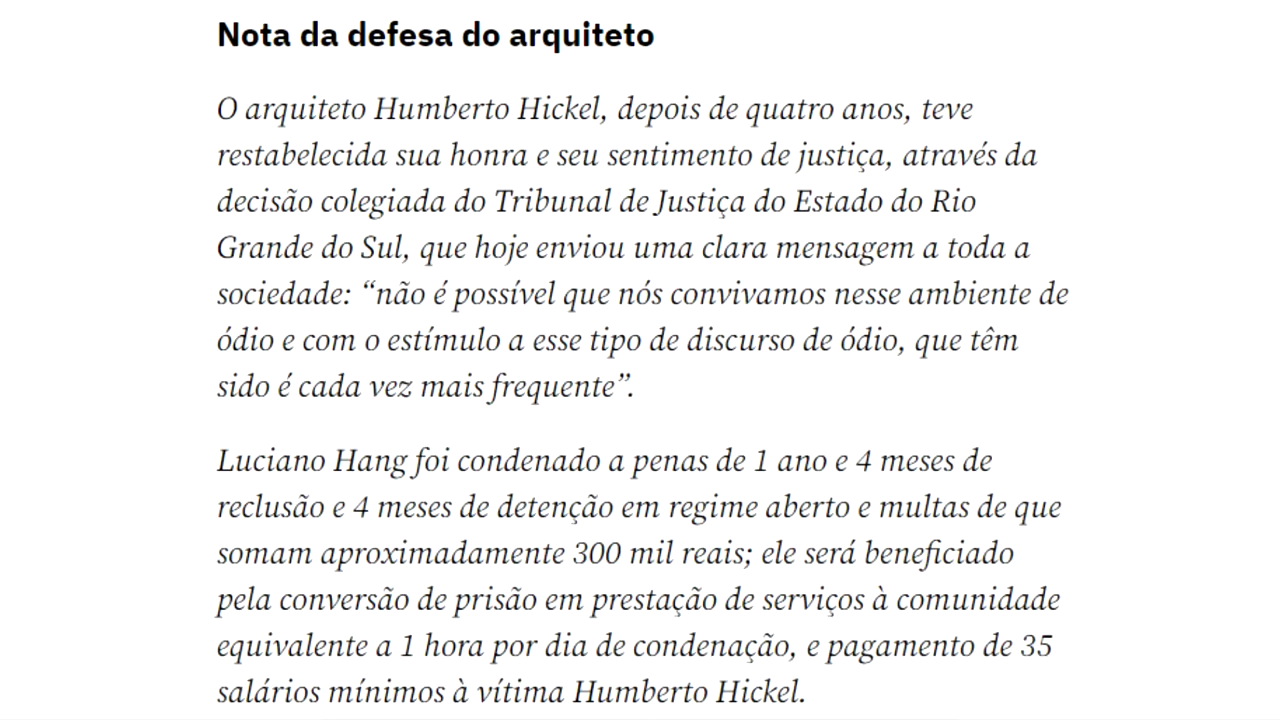 Nota da defesa do arquiteto
O arquiteto Humberto Hickel, depois de quatro anos, teve
restabelecida sua honra e seu sentimento de justiça, através da
decisão colegiada do Tribunal de Justiça do Estado do Rio
Grande do Sul, que hoje enviou uma clara mensagem a toda a
sociedade: “não é possível que nós convivamos nesse ambiente de
ódio e com o estímulo a esse tipo de discurso de ódio, que têm
sido é cada vez mais frequente”.
Luciano Hang foi condenado a penas de 1 ano e 4 meses de
reclusão e 4 meses de detenção em regime aberto e multas de que
somam aproximadamente 300 mil reais; ele será beneficiado
pela conversão de prisão em prestação de serviços à comunidade
equivalente a 1 hora por dia de condenação, e pagamento de 35
salários mínimos à vítima Humberto Hickel.